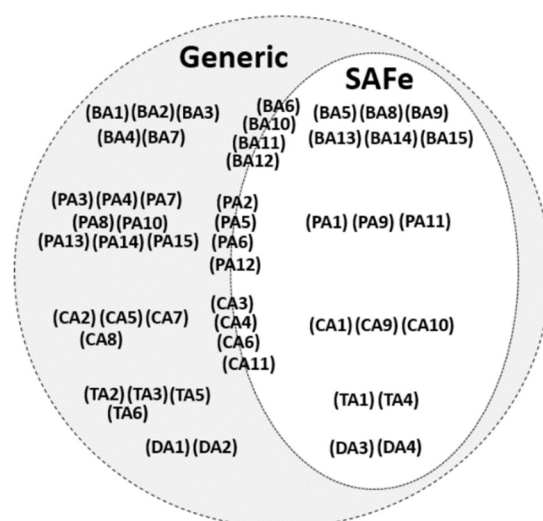 Generic
SAFe
(BA1) (BA2) (BA3)
(BA4) (BA7)
(BA6)
(BA10)
(BA11)
(BA12)
(BA5) (BA8) (BA9)
(BA13) (BA14) (BA15)
(PA3) (PA4) (PA7)
(PA8) (PA10)
(PA13) (PA14) (PA15)
(PA2)
(PA5)
(PA6)
(PA12)
(PA1) (PA9) (PA11)
(CA2) (CA5) (CA7)
(CA8)
(CA3)
(CA4)
(CA6)
(CA11)
(CA1) (CA9) (CA10)
(TA2) (TA3) (TA5)
(TA6)
(TA1) (TA4)
(DA1) (DA2)
(DA3) (DA4)